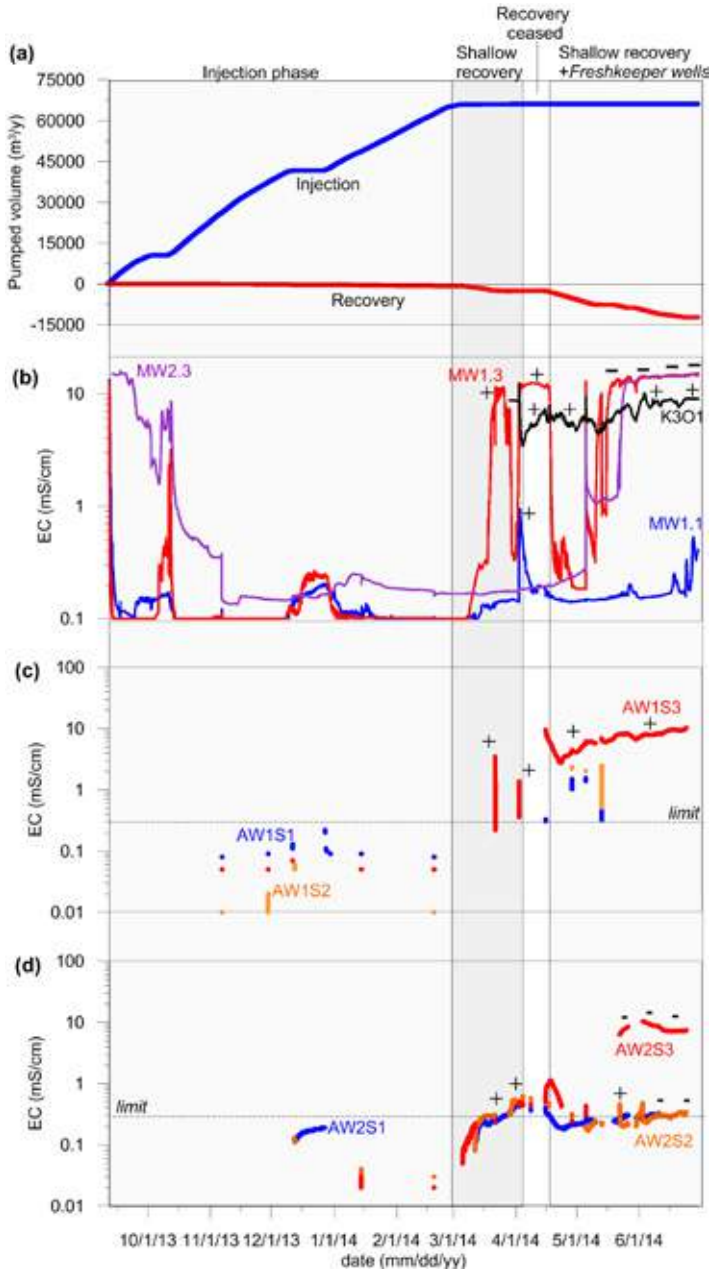 Recovery
ceased
(a)
Injection phase
Shallow
recovery
Shallow recovery
+Freshkeeper wells
75000
60000
45000
30000
15000
0
-15000
Pumped volume (m³/y)
Injection
Recovery
(b)
MW2.3
MW1.3
K3O1
MW1.1
10
1
0.1
EC (mS/cm)
(c)
100
10
1
0.1
0.01
EC (mS/cm)
AW1S3
limit
AW1S1
AW1S2
(d)
100
10
1
0.1
0.01
EC (mS/cm)
AW2S3
limit
AW2S1
AW2S2
10/1/13 11/1/13 12/1/13 1/1/14 2/1/14 3/1/14 4/1/14 5/1/14 6/1/14
date (mm/dd/yy)